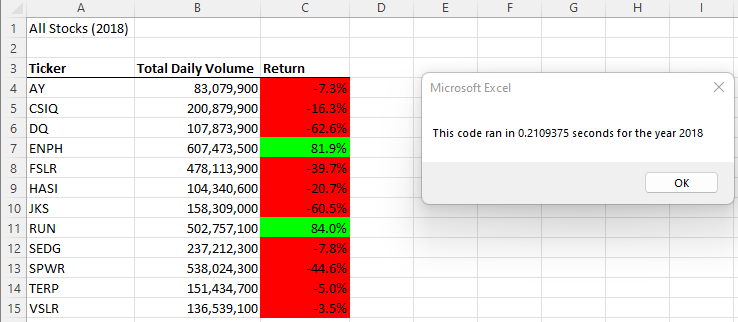 A B C D E F G H I
1 All Stocks (2018)
2
3 Ticker Total Daily Volume Return
4 AY 83,079,900 -7.3%
5 CSIQ 200,879,900 -16.3%
6 DQ 107,873,900 -62.6%
7 ENPH 607,473,500 81.9%
8 FSLR 478,113,900 -39.7%
9 HASI 104,340,600 -20.7%
10 JKS 158,309,000 -60.5%
11 RUN 502,757,100 84.0%
12 SEDG 237,212,300 -7.8%
13 SPWR 538,024,300 -44.6%
14 TERP 151,434,700 -5.0%
15 VSLR 136,539,100 -3.5%
Microsoft Excel
This code ran in 0.2109375 seconds for the year 2018
OK